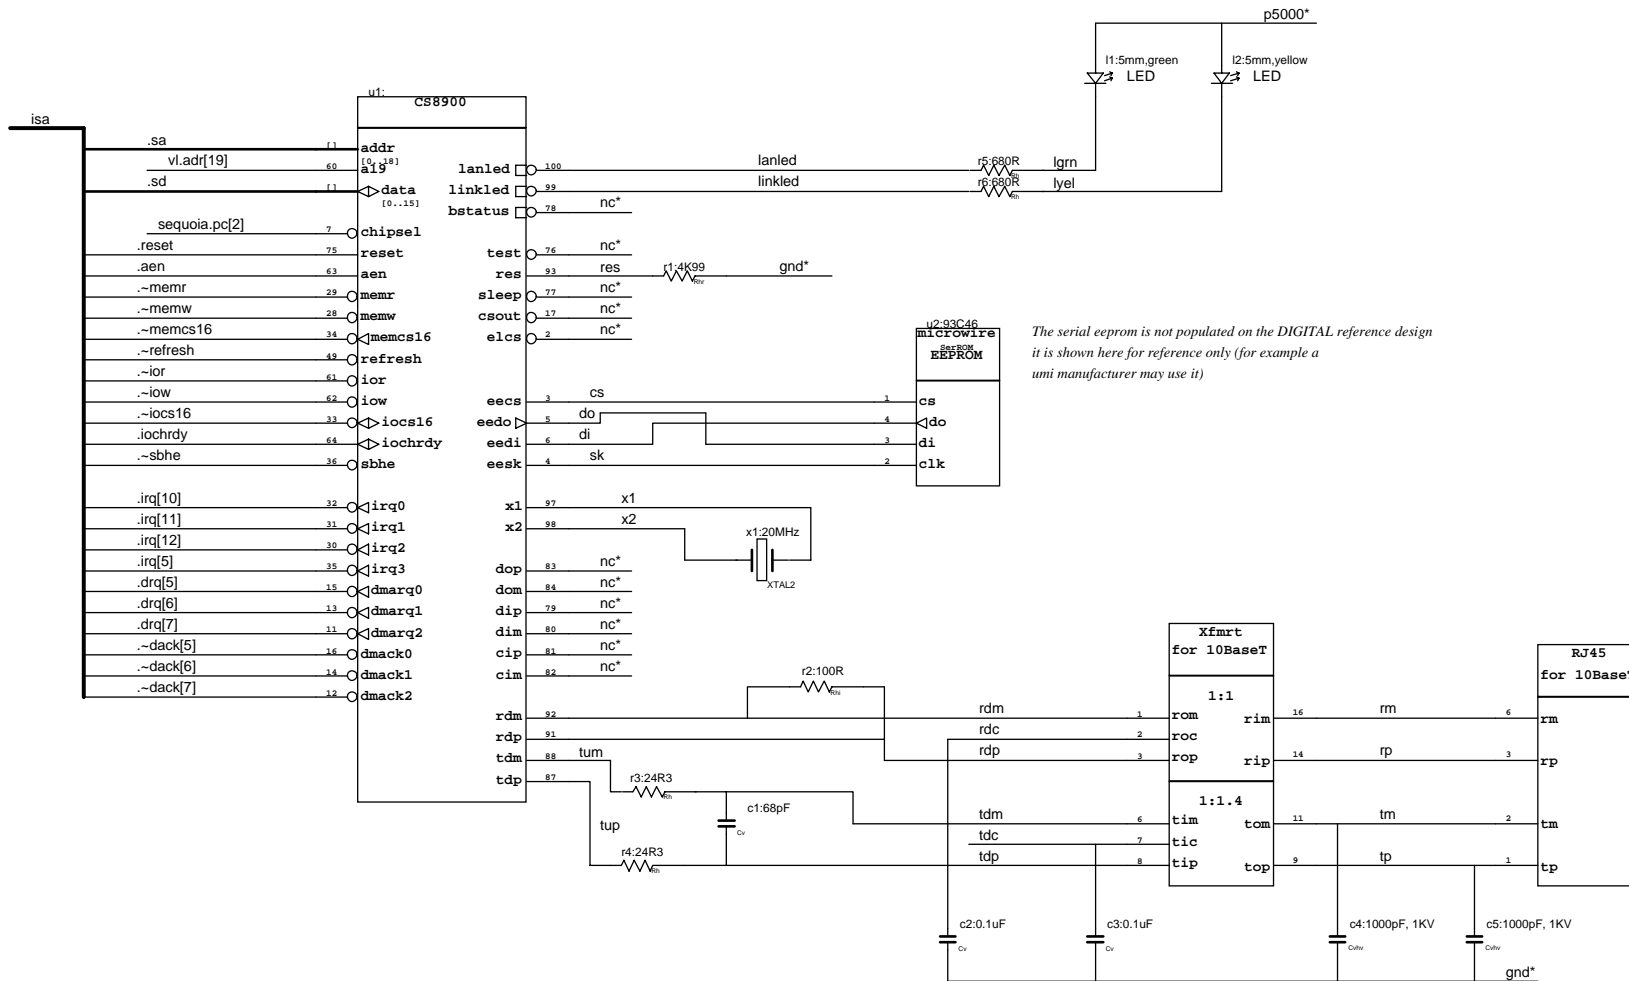 p5000*
l1:5mm,green
LED
l2:5mm,yellow
LED
isa
u1:
CS8900
.sa
[] addr
[0..18]
vl.adr[19] 60 a19
.sd
[] data
[0..15]
sequoia.pc[2] 7 chipsel
.reset 75 reset
.aen 63 aen
.~memr 29 memr
.~memw 28 memw
.~memcs16 34 memcs16
.~refresh 49 refresh
.~ior 61 ior
.~iow 62 iow
.~iocs16 33 iocs16
.iochrdy 64 iochrdy
.~sbhe 36 sbhe
.irq[10] 32 irq0
.irq[11] 31 irq1
.irq[12] 30 irq2
.irq[5] 35 irq3
.drq[5] 15 dmarq0
.drq[6] 13 dmarq1
.drq[7] 11 dmarq2
.~dack[5] 16 dmack0
.~dack[6] 14 dmack1
.~dack[7] 12 dmack2
lanled 100 lanled r5:680R Rh lgrn
linkled 99 linkled r6:680R Rh lyel
bstatus 78 nc*
test 76 nc*
res 93 res r1:4K99 Rhr gnd*
sleep 77 nc*
csout 17 nc*
elcs 2 nc*
eecs 3 cs
eedo 5 do
eedi 6 di
eesk 4 sk
u2:93C46
microwire
SerROM
EEPROM
1 cs
4 do
3 di
2 clk
The serial eeprom is not populated on the DIGITAL reference design
it is shown here for reference only (for example a
umi manufacturer may use it)
x1 97 x1
x2 98 x2
x1:20MHz
XTAL2
dop 83 nc*
dom 84 nc*
dip 79 nc*
dim 80 nc*
cip 81 nc*
cim 82 nc*
r2:100R
Rhi
rdm 92
rdp 91
tdm 88 tum
tdp 87
r3:24R3
Rh
c1:68pF
Cv
tup
r4:24R3
Rh
Xfmrt
for 10BaseT
1:1
rdm 1 rom
rdc 2 roc
rdp 3 rop
rim 16 rm
rip 14 rp
1:1.4
tdm 6 tim
tdc 7 tic
tdp 8 tip
tom 11 tm
top 9 tp
RJ45
for 10BaseT
6 rm
3 rp
2 tm
1 tp
c2:0.1uF
Cv
c3:0.1uF
Cv
c4:1000pF, 1KV
Cvhv
c5:1000pF, 1KV
Cvhv
gnd*